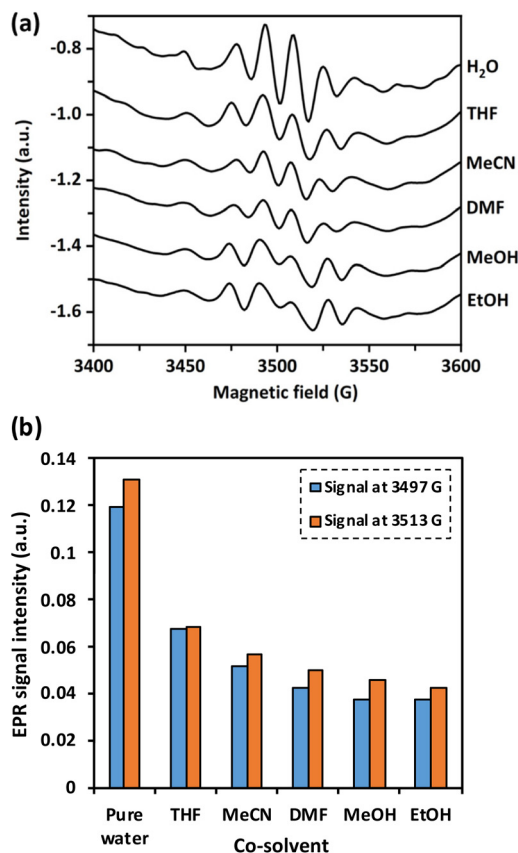 (a)
-0.8
-1.0
-1.2
-1.4
-1.6
Intensity (a.u.)
H2O
THF
MeCN
DMF
MeOH
EtOH
3400
3450
3500
3550
3600
Magnetic field (G)
(b)
0.14
0.12
0.1
0.08
0.06
0.04
0.02
0
EPR signal intensity (a.u.)
Signal at 3497 G
Signal at 3513 G
Pure water
THF
MeCN
DMF
MeOH
EtOH
Co-solvent